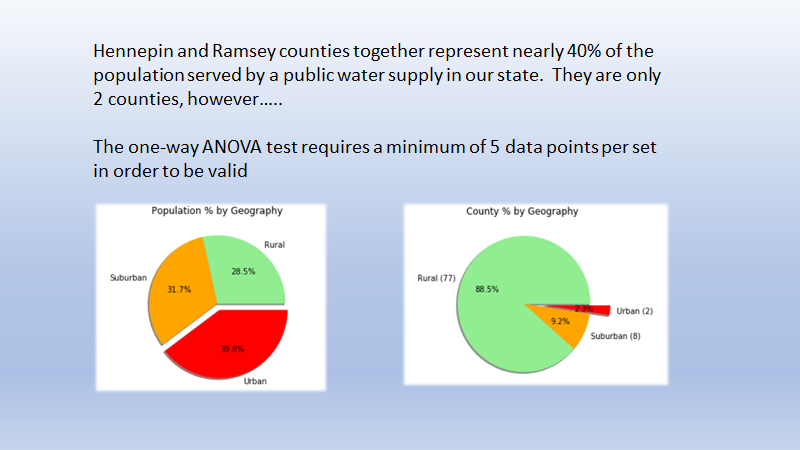 Hennepin and Ramsey counties together represent nearly 40% of the
population served by a public water supply in our state.  They are only
2 counties, however…..
The one-way ANOVA test requires a minimum of 5 data points per set
in order to be valid
Population % by Geography
Rural
28.5%
Suburban
31.7%
39.8%
Urban
County % by Geography
Rural (77)
88.5%
2.3%
Urban (2)
9.2%
Suburban (8)